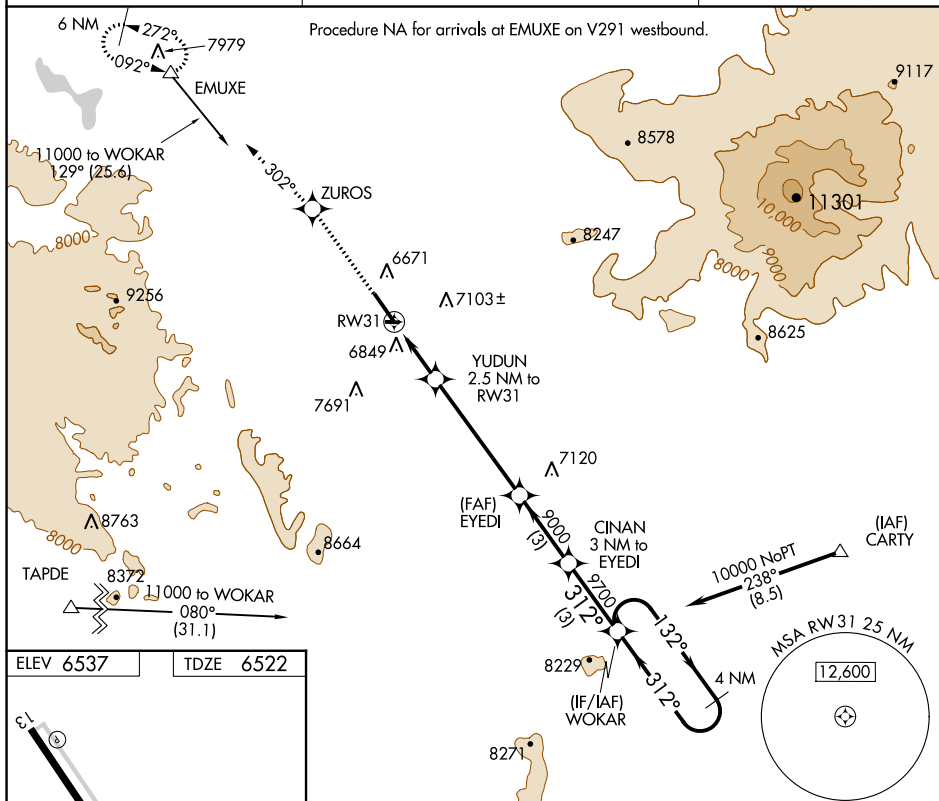 Procedure NA for arrivals at EMUXE on V291 westbound.
6 NM
272°
7979
092°
EMUXE
9117
8578
11000 to WOKAR
129° (25.6)
302°
ZUROS
11301
10,000
9000
8000
8000
8247
6671
9256
7103±
RW31
8625
6849
YUDUN
2.5 NM to
RW31
7691
7120
(FAF)
EYEDI
9000
(3)
CINAN
3 NM to
EYEDI
(IAF)
CARTY
8763
8000
8664
10000 NoPT
238°
(8.5)
TAPDE
8372
11000 to WOKAR
080°
(31.1)
9700
312°
(3)
132°
MSA RW31 25 NM
12,600
ELEV 6537
TDZE 6522
8229
312°
4 NM
(IF/IAF)
WOKAR
13
P
8271